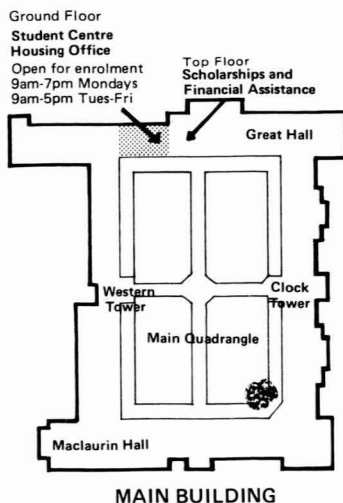 Ground Floor
Student Centre
Housing Office
Open for enrolment
9am-7pm Mondays
9am-5pm Tues-Fri
Top Floor
Scholarships and
Financial Assistance
Great Hall
Western
Tower
Clock
Tower
Main Quadrangle
Maclaurin Hall
MAIN BUILDING